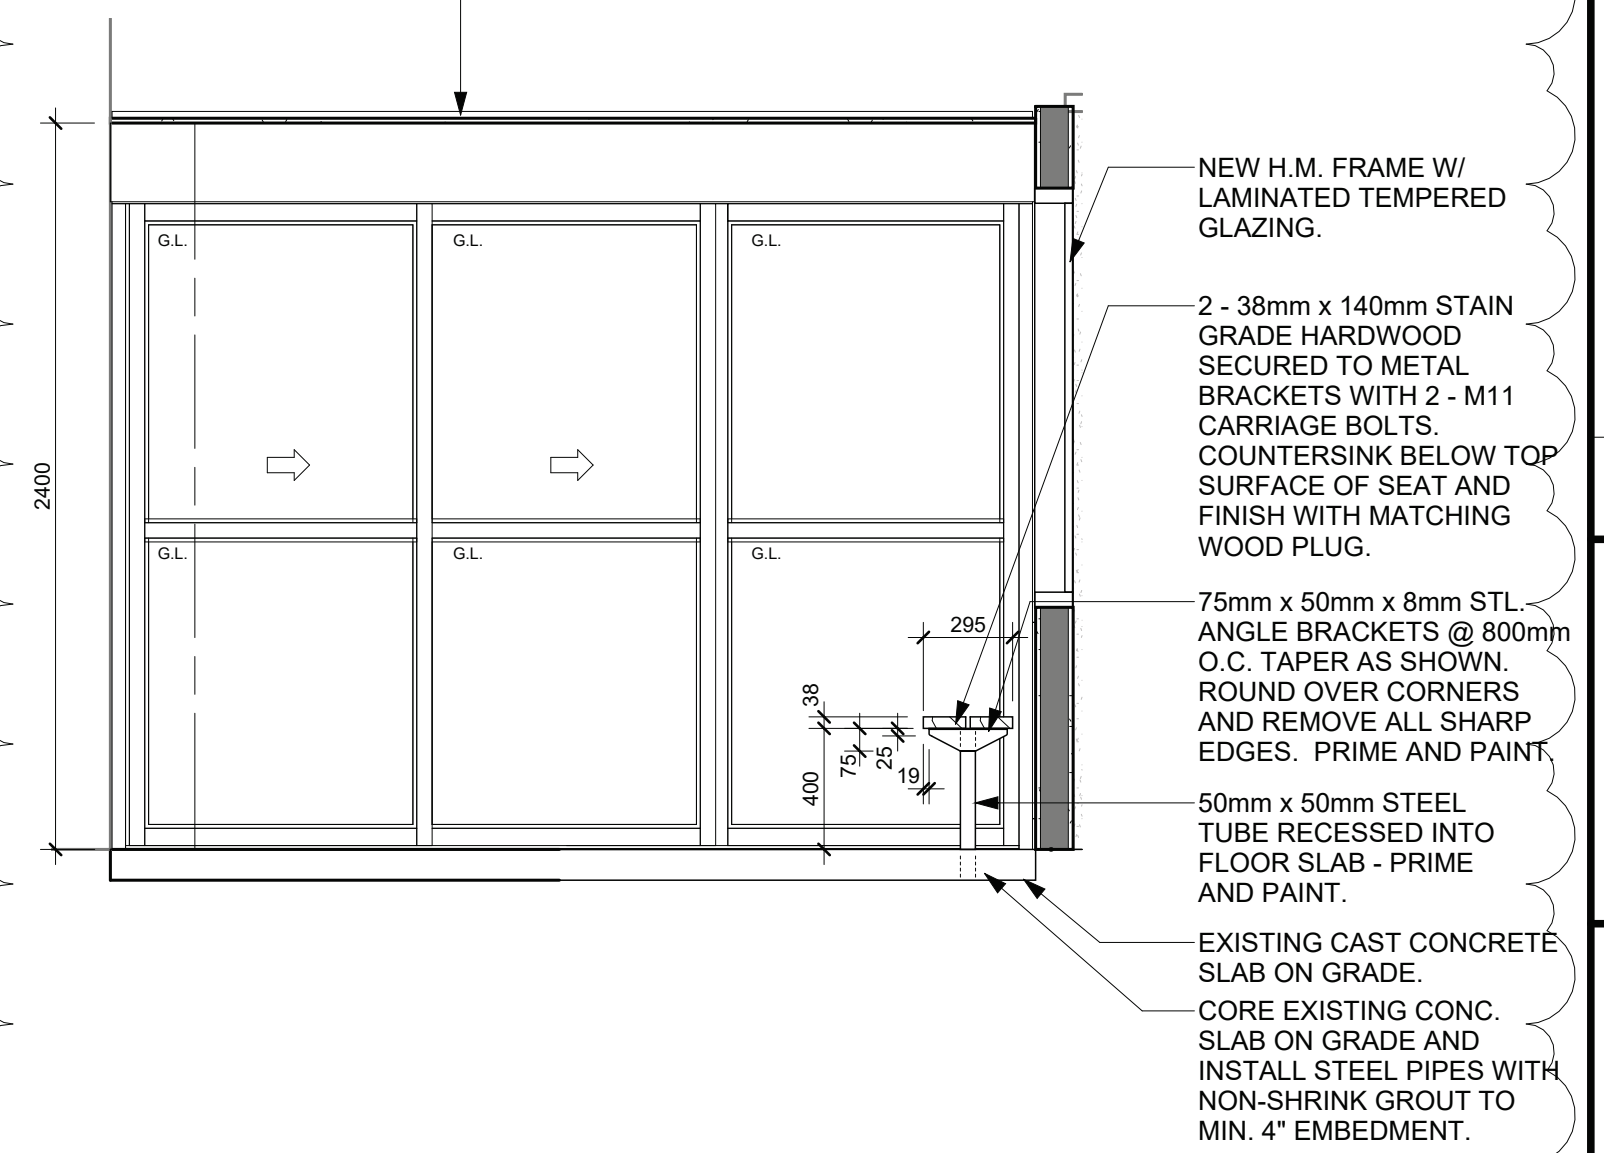 NEW H.M. FRAME W/
LAMINATED TEMPERED
GLAZING.
G.L.
G.L.
G.L.
2 - 38mm x 140mm STAIN
GRADE HARDWOOD
SECURED TO METAL
BRACKETS WITH 2 - M11
CARRIAGE BOLTS.
COUNTERSINK BELOW TOP
SURFACE OF SEAT AND
FINISH WITH MATCHING
WOOD PLUG.
2400
G.L.
G.L.
G.L.
75mm x 50mm x 8mm STL.
ANGLE BRACKETS @ 800mm
O.C. TAPER AS SHOWN.
ROUND OVER CORNERS
AND REMOVE ALL SHARP
EDGES.  PRIME AND PAINT.
295
38
75
25
19
400
50mm x 50mm STEEL
TUBE RECESSED INTO
FLOOR SLAB - PRIME
AND PAINT.
EXISTING CAST CONCRETE
SLAB ON GRADE.
CORE EXISTING CONC.
SLAB ON GRADE AND
INSTALL STEEL PIPES WITH
NON-SHRINK GROUT TO
MIN. 4" EMBEDMENT.